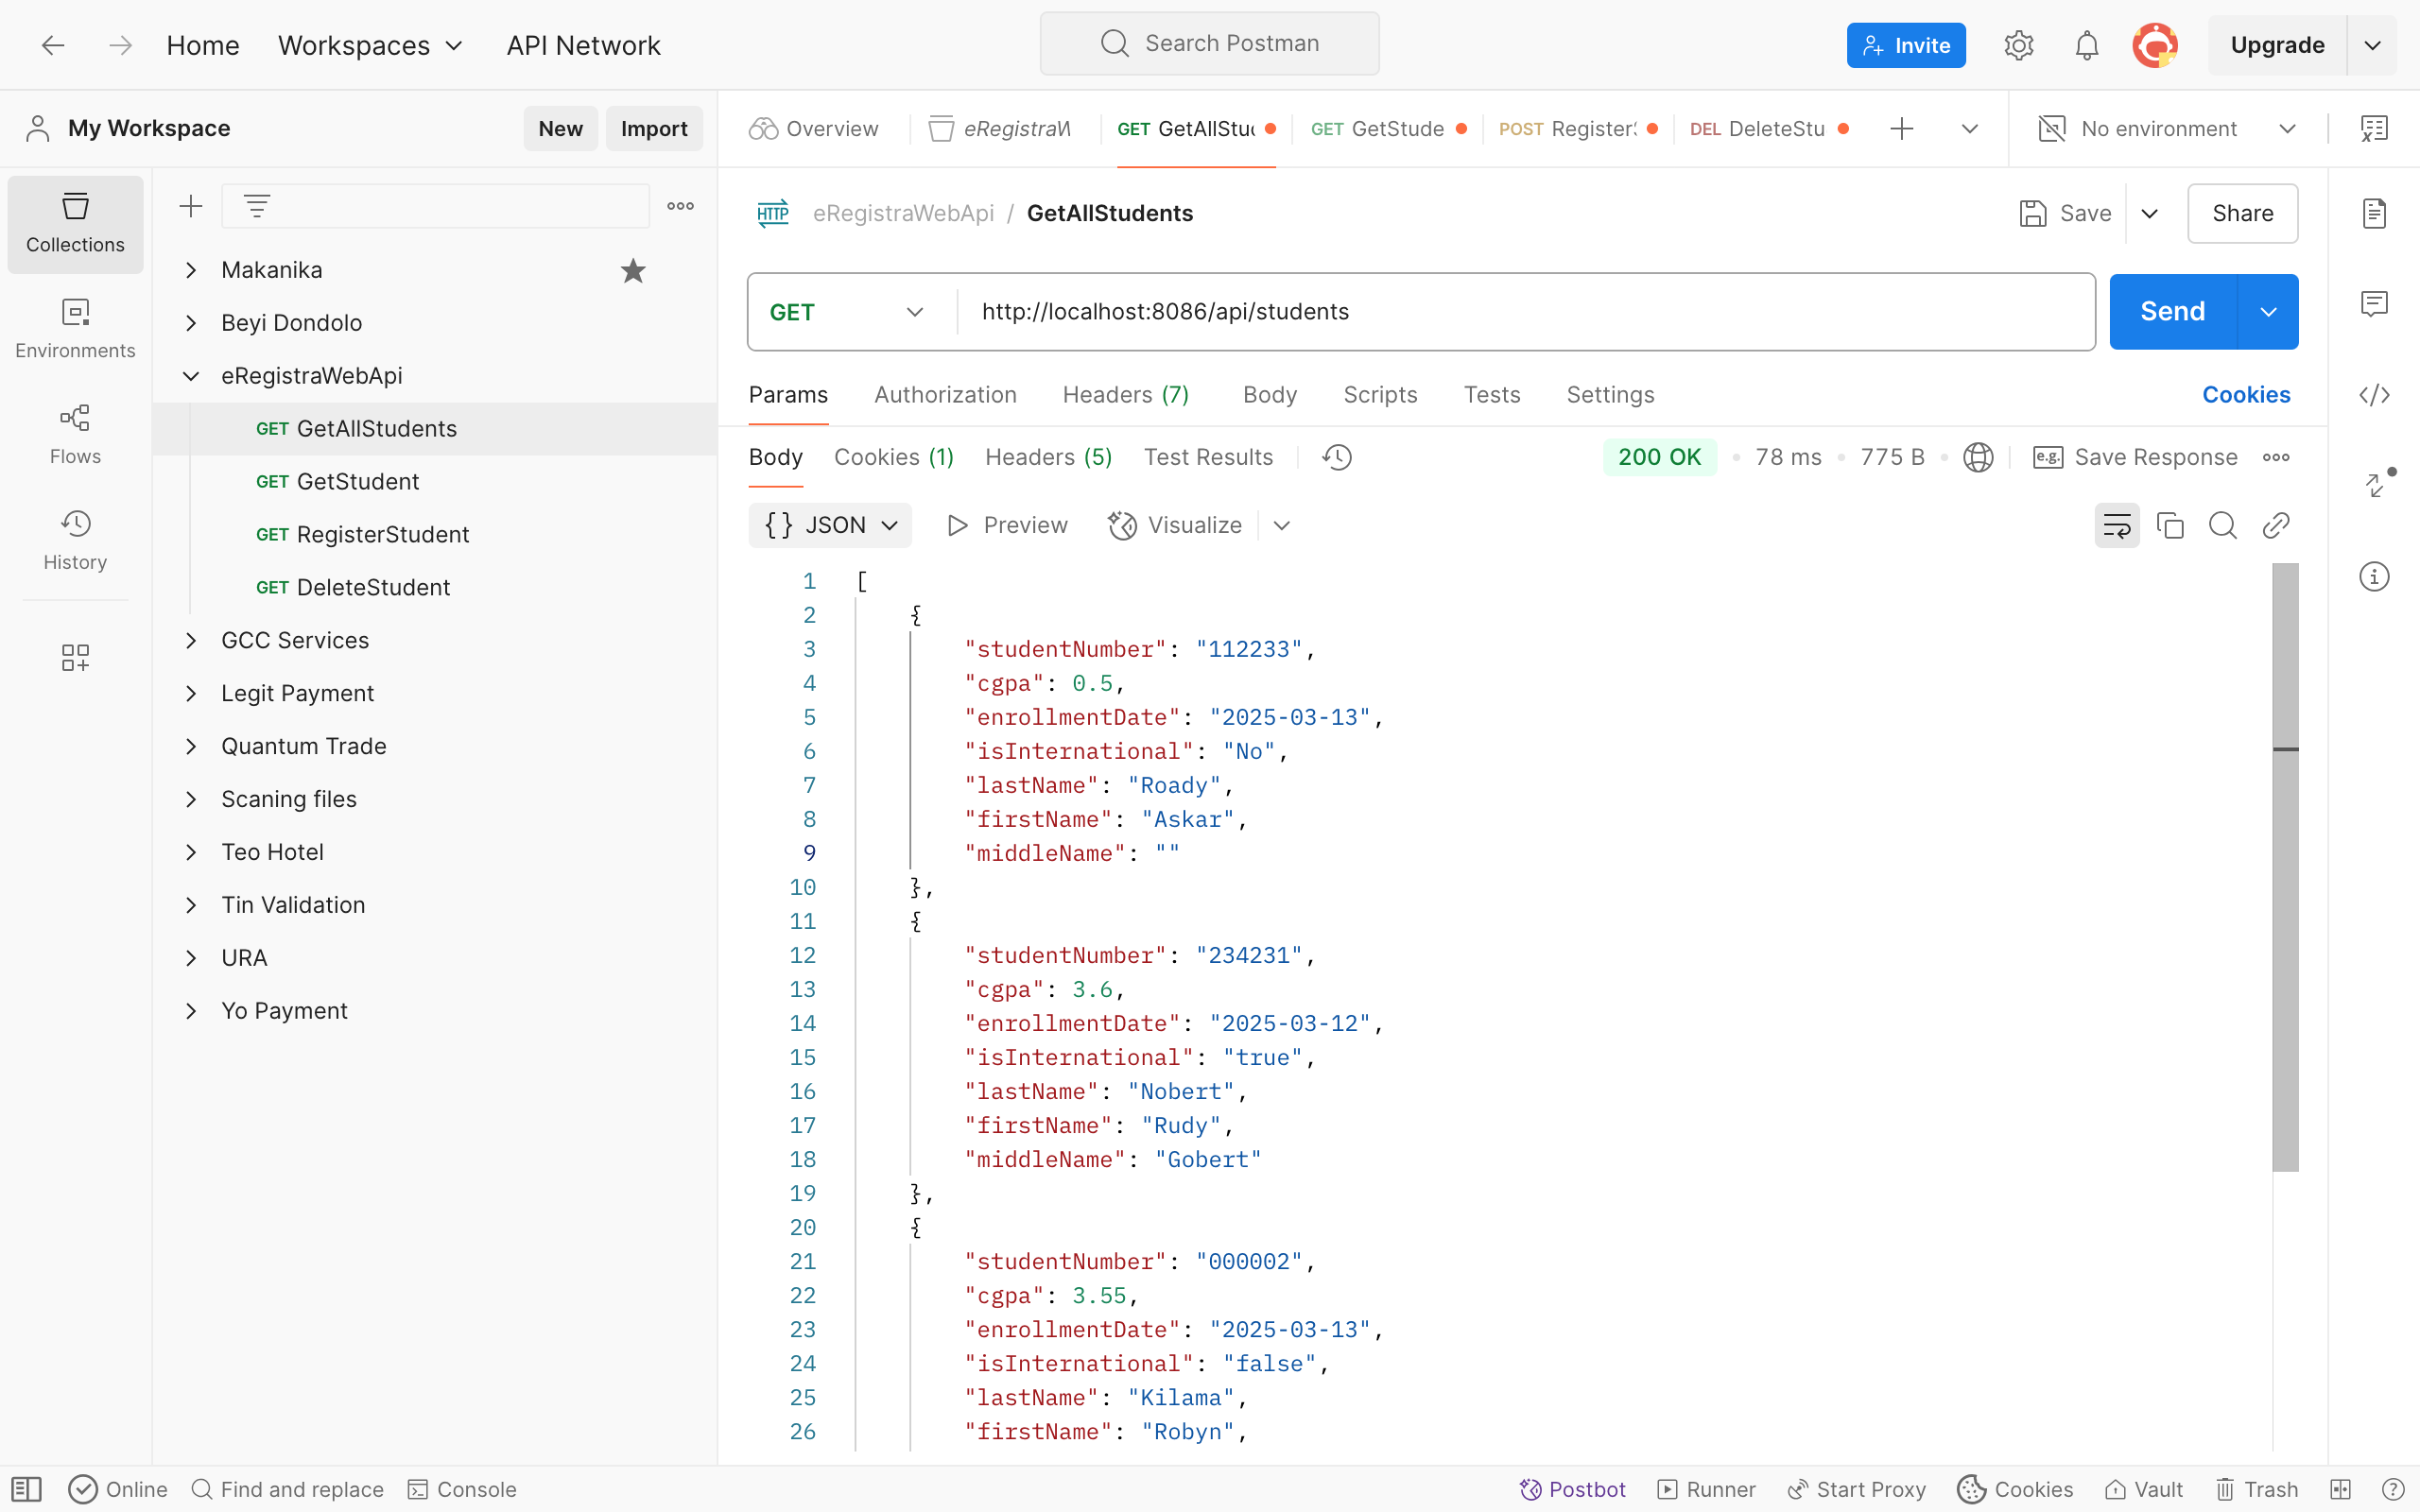 Home Workspaces API Network Search Postman Invite Upgrade
My Workspace New Import
Overview eRegistraW GET GetAllStu GET GetStude POST Register DEL DeleteStu No environment
Collections
Environments
Flows
History
Makanika
Beyi Dondolo
eRegistraWebApi
GET GetAllStudents
GET GetStudent
GET RegisterStudent
GET DeleteStudent
GCC Services
Legit Payment
Quantum Trade
Scaning files
Teo Hotel
Tin Validation
URA
Yo Payment
HTTP eRegistraWebApi / GetAllStudents Save Share
GET http://localhost:8086/api/students Send
Params Authorization Headers (7) Body Scripts Tests Settings Cookies
Body Cookies (1) Headers (5) Test Results 200 OK 78 ms 775 B e.g. Save Response
{} JSON Preview Visualize
1 [
2 {
3 "studentNumber": "112233",
4 "cgpa": 0.5,
5 "enrollmentDate": "2025-03-13",
6 "isInternational": "No",
7 "lastName": "Roady",
8 "firstName": "Askar",
9 "middleName": ""
10 },
11 {
12 "studentNumber": "234231",
13 "cgpa": 3.6,
14 "enrollmentDate": "2025-03-12",
15 "isInternational": "true",
16 "lastName": "Nobert",
17 "firstName": "Rudy",
18 "middleName": "Gobert"
19 },
20 {
21 "studentNumber": "000002",
22 "cgpa": 3.55,
23 "enrollmentDate": "2025-03-13",
24 "isInternational": "false",
25 "lastName": "Kilama",
26 "firstName": "Robyn",
Online Find and replace Console Postbot Runner Start Proxy Cookies Vault Trash